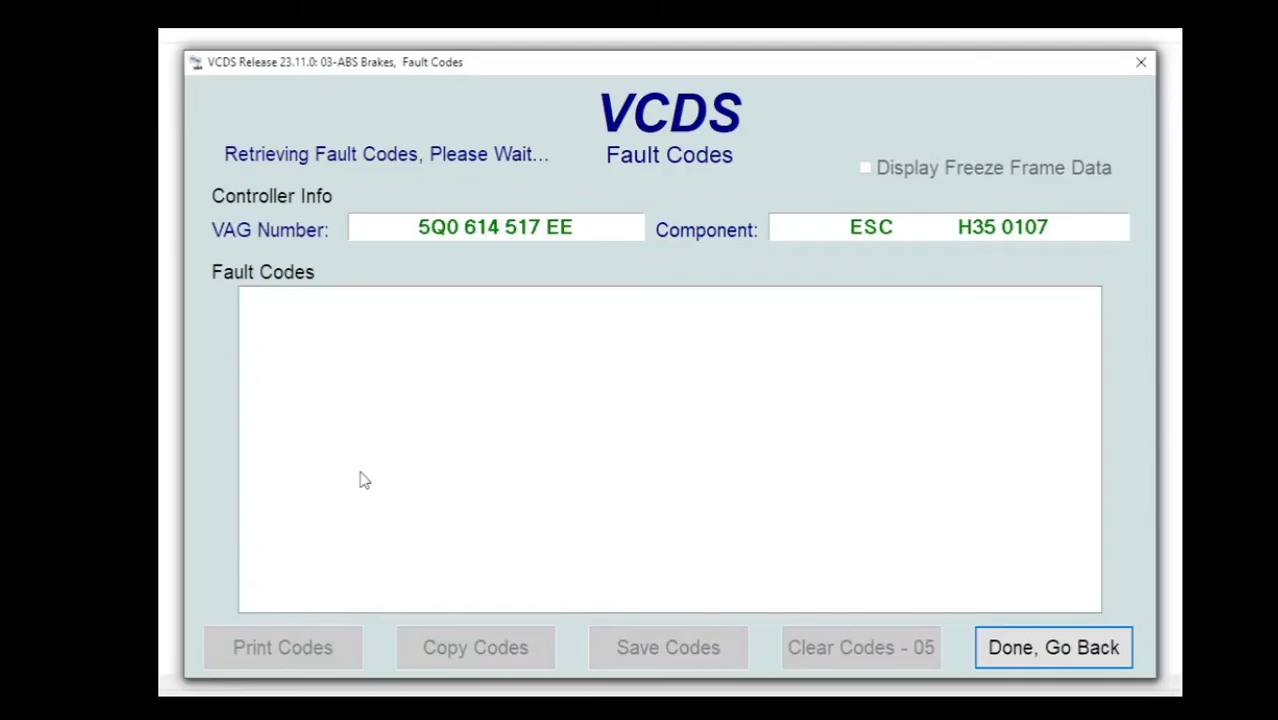 VCDS Release 23.11.0: 03-ABS Brakes,  Fault Codes
VCDS
Retrieving Fault Codes, Please Wait...
Fault Codes
Display Freeze Frame Data
Controller Info
VAG Number: 5Q0 614 517 EE Component: ESC H35 0107
Fault Codes
Print Codes Copy Codes Save Codes Clear Codes - 05 Done, Go Back